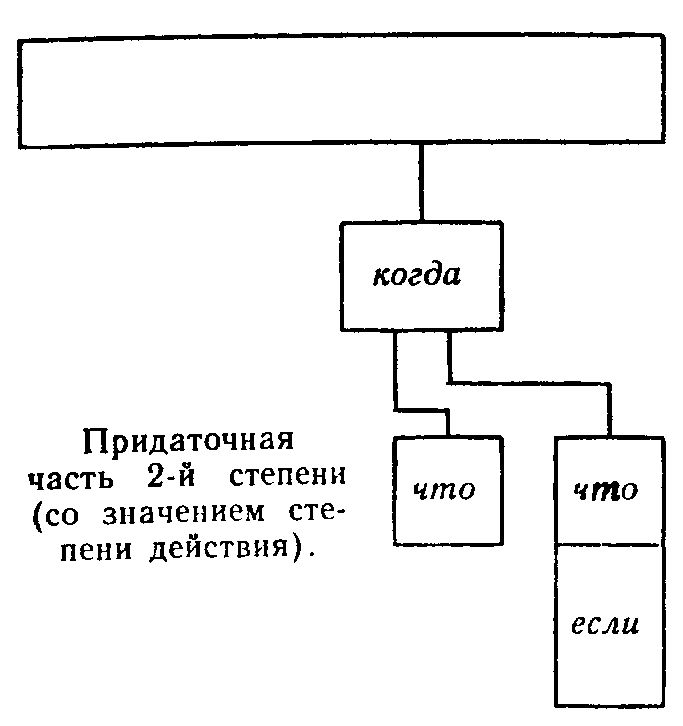 когда
Придаточная
часть 2-й степени
(со значением сте-
пени действия).
что
что
если